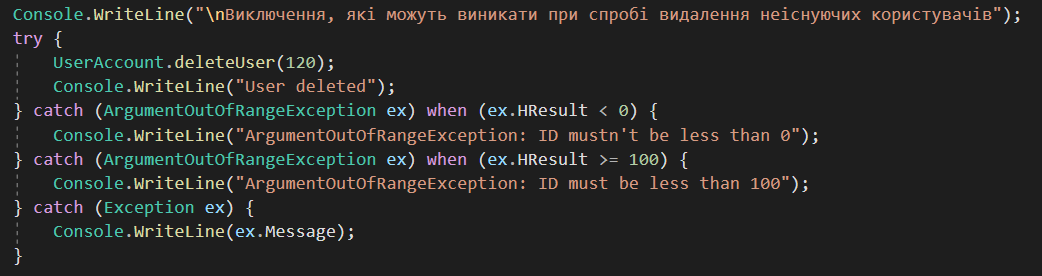 Console.WriteLine("\nВиключення, які можуть виникати при спробі видалення неіснуючих користувачів");
try {
    UserAccount.deleteUser(120);
    Console.WriteLine("User deleted");
} catch (ArgumentOutOfRangeException ex) when (ex.HResult < 0) {
    Console.WriteLine("ArgumentOutOfRangeException: ID mustn't be less than 0");
} catch (ArgumentOutOfRangeException ex) when (ex.HResult >= 100) {
    Console.WriteLine("ArgumentOutOfRangeException: ID must be less than 100");
} catch (Exception ex) {
    Console.WriteLine(ex.Message);
}